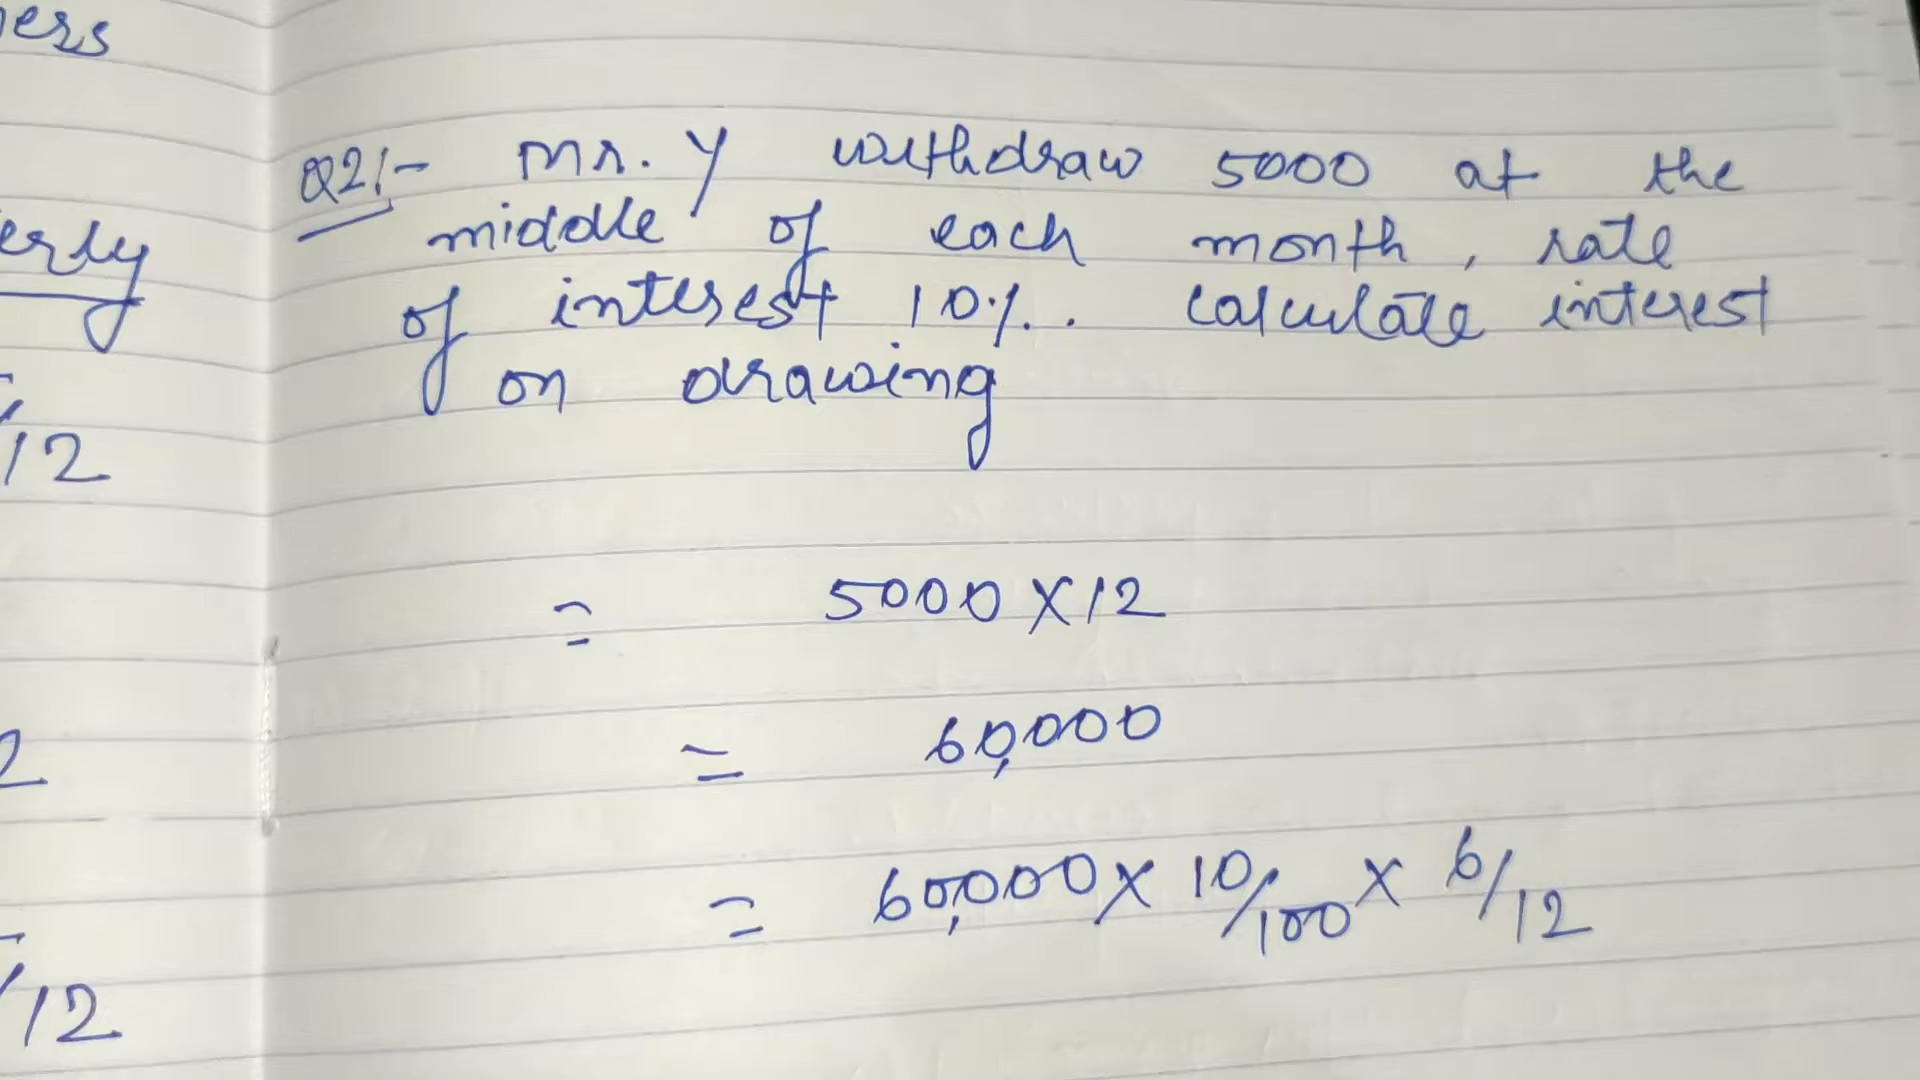 ers
erly
12
2
/12
Q2/- Mr. Y withdraw 5000 at the
middle of each month, rate
of interest 10%. calculate interest
on drawing
= 5000 X 12
= 60,000
= 60,000 X 10/100 X 6/12